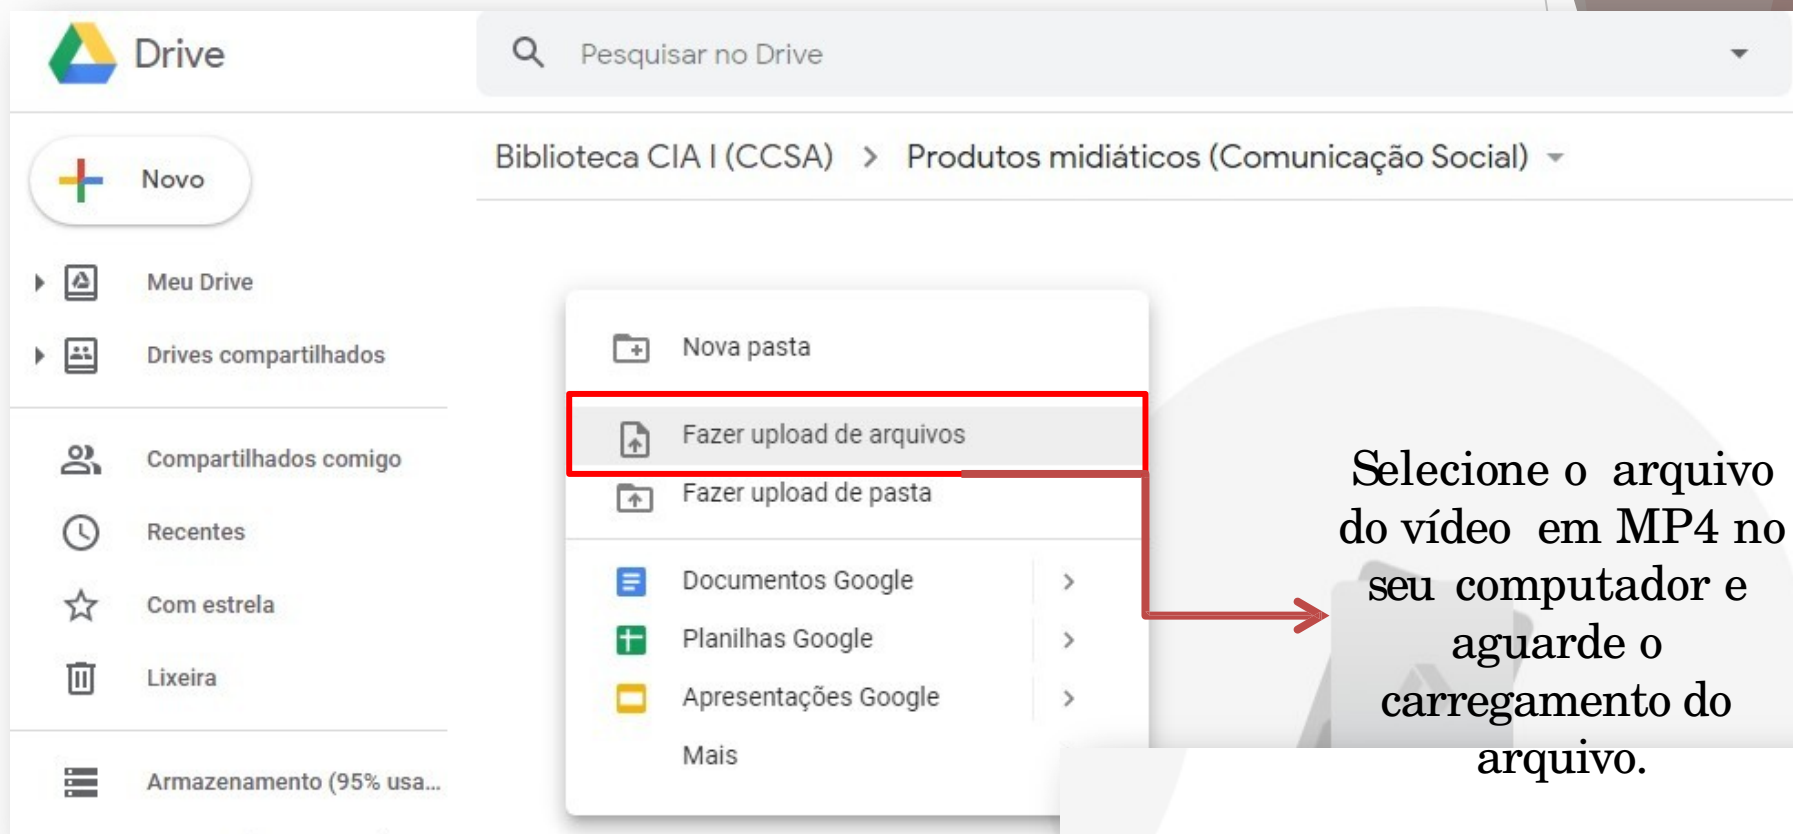 Drive
Pesquisar no Drive
Novo
Biblioteca CIA I (CCSA) > Produtos midiáticos (Comunicação Social)
Meu Drive
Drives compartilhados
Compartilhados comigo
Recentes
Com estrela
Lixeira
Armazenamento (95% usa...
Nova pasta
Fazer upload de arquivos
Fazer upload de pasta
Documentos Google
Planilhas Google
Apresentações Google
Mais
Selecione o arquivo
do vídeo em MP4 no
seu computador e
aguarde o
carregamento do
arquivo.